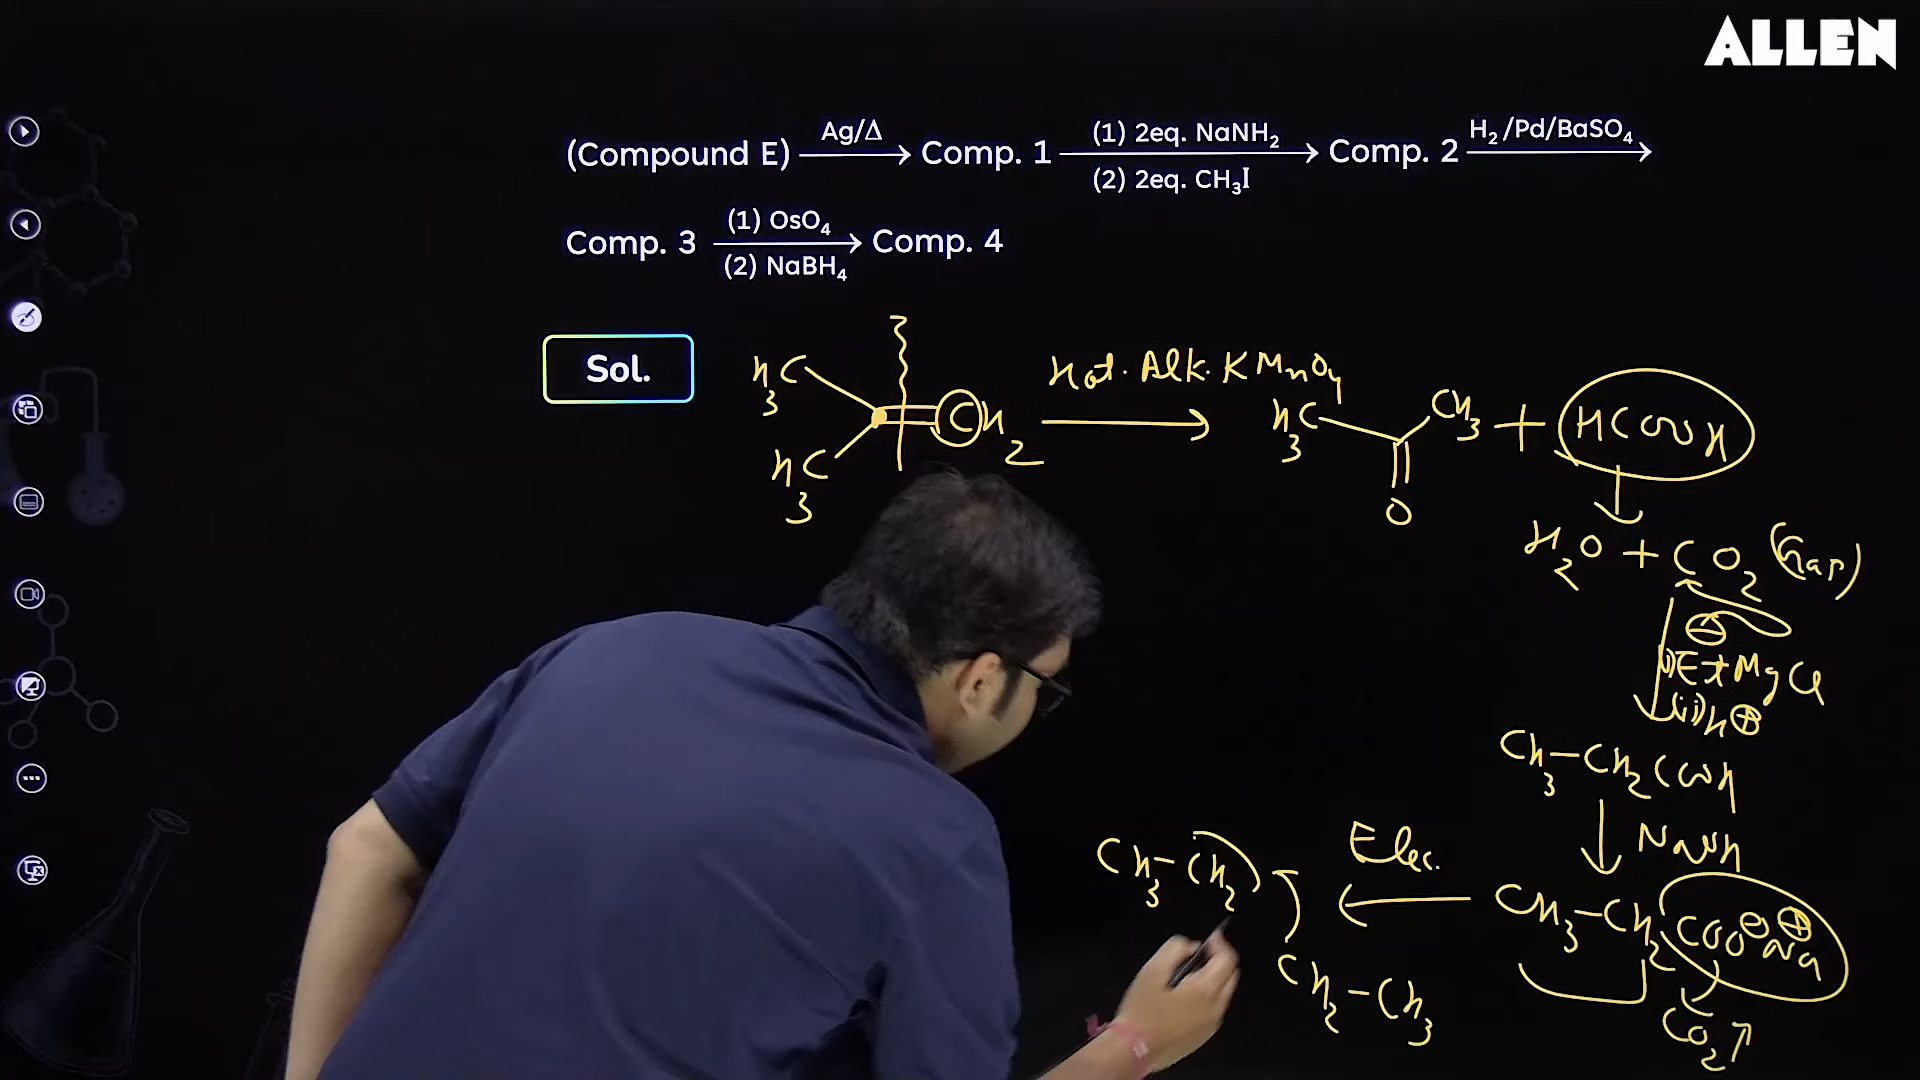 ALLEN
(Compound E) Ag/Δ → Comp. 1 (1) 2eq. NaNH₂ (2) 2eq. CH₃I → Comp. 2 H₂/Pd/BaSO₄ →
Comp. 3 (1) OsO₄ (2) NaBH₄ → Comp. 4
Sol.
H₃C H₃C =CH₂ Hot. Alk. KMnO₄ → H₃C CH₃ O + HCOOH
H₂O + CO₂ (Gas)
⊖
(i) EtMgCl
(ii) H⊕
CH₃–CH₂COOH
NaOH
CH₃–CH₂ Elec. ← CH₃–CH₂COO⊖Na⊕
CH₂–CH₃
CO₂↑